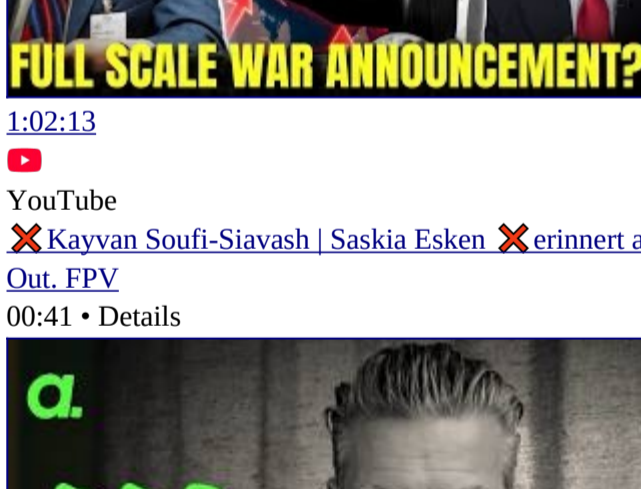 FULL SCALE WAR ANNOUNCEMENT?
1:02:13
YouTube
❌ Kayvan Soufi-Siavash | Saskia Esken ❌ erinnert a
Out. FPV
00:41 • Details
a.